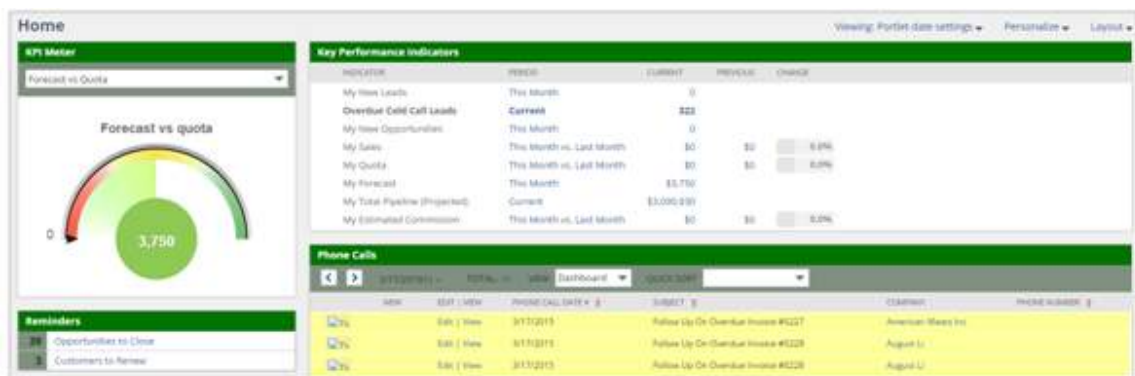 Home
Viewing: Portlet date settings Personalize Layout
KPI Meter
Forecast vs Quota
Forecast vs quota
0
3,750
Reminders
Opportunities to Close
3 Customers to Renew
Key Performance Indicators
INDICATOR PERIOD CURRENT PREVIOUS CHANGE
My New Leads This Month 0
Overdue Cold Call Leads Current 322
My New Opportunities This Month 0
My Sales This Month vs. Last Month $0 $0 0.0%
My Quota This Month vs. Last Month $0 $0 0.0%
My Forecast This Month $3,750
My Total Pipeline (Projected) Current
My Estimated Commission This Month vs. Last Month $0 $0 0.0%
Phone Calls
TOTAL: VIEW Dashboard QUICK SORT
NEW EDIT | VIEW PHONE CALL DATE SUBJECT COMPANY PHONE NUMBER
Edit | View 3/17/2015 Follow Up On Overdue Invoice #5227 American Meats Inc
Edit | View 3/17/2015 Follow Up On Overdue Invoice August Li
Edit | View 3/17/2015 Follow Up On Overdue Invoice August Li